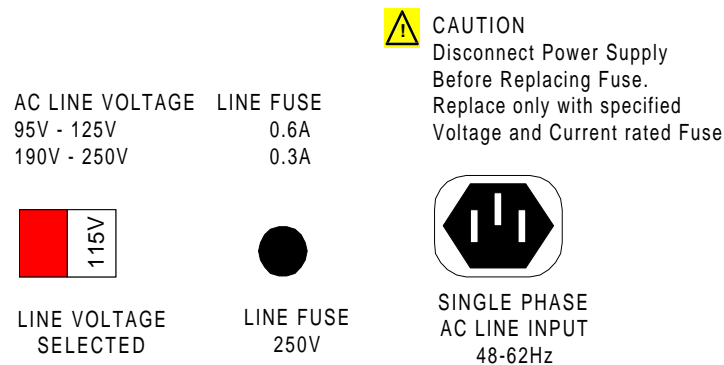 CAUTION
Disconnect Power Supply
Before Replacing Fuse.
Replace only with specified
Voltage and Current rated Fuse
AC LINE VOLTAGE LINE FUSE
95V - 125V 0.6A
190V - 250V 0.3A
115V
LINE VOLTAGE
SELECTED
LINE FUSE
250V
SINGLE PHASE
AC LINE INPUT
48-62Hz